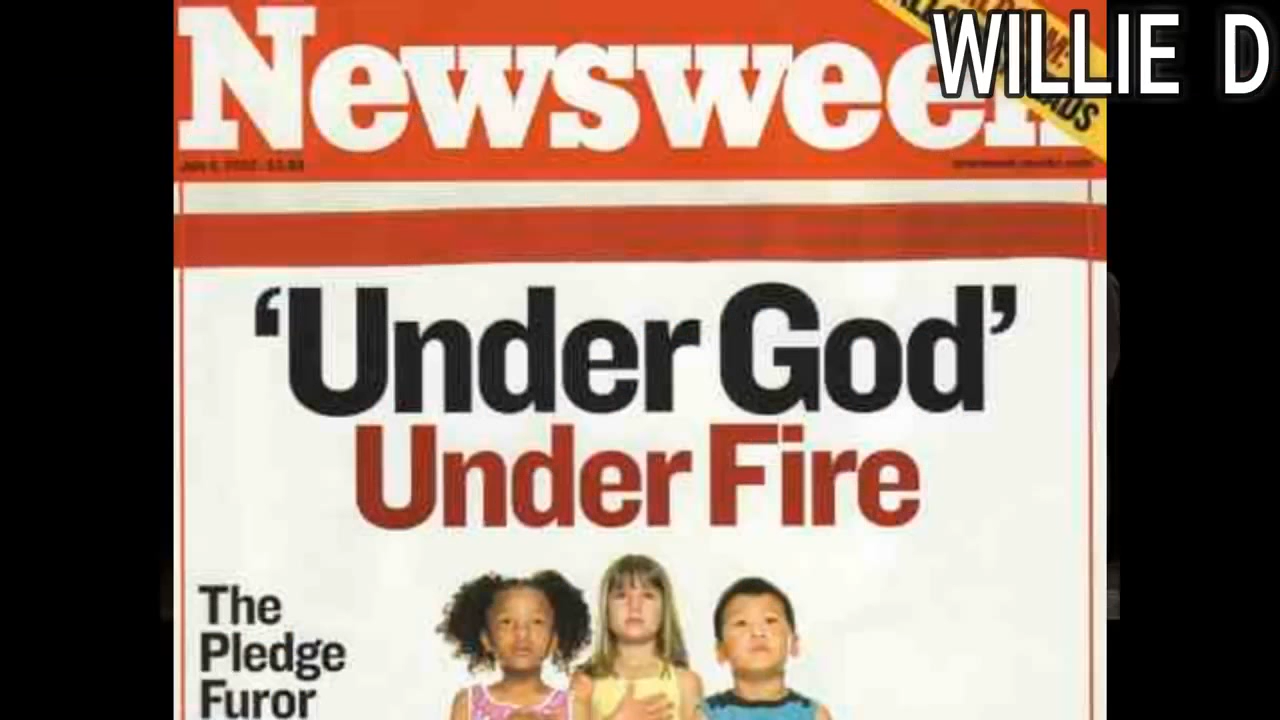 Newsweek
WILLIE D
'Under God'
Under Fire
The
Pledge
Furor